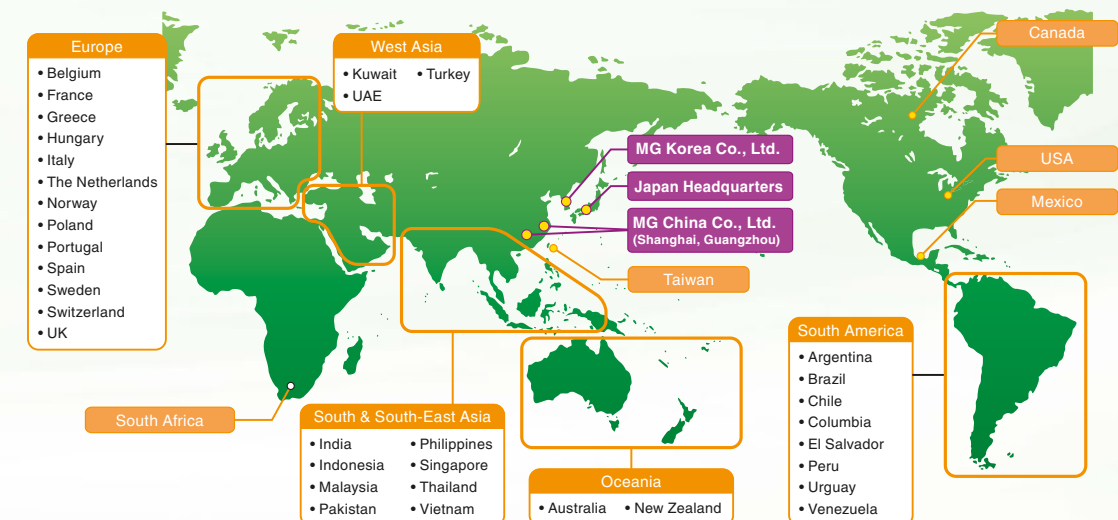 Europe
• Belgium
• France
• Greece
• Hungary
• Italy
• The Netherlands
• Norway
• Poland
• Portugal
• Spain
• Sweden
• Switzerland
• UK
West Asia
• Kuwait • Turkey
• UAE
MG Korea Co., Ltd.
Japan Headquarters
MG China Co., Ltd.
(Shanghai, Guangzhou)
Taiwan
Canada
USA
Mexico
South Africa
South & South-East Asia
• India • Philippines
• Indonesia • Singapore
• Malaysia • Thailand
• Pakistan • Vietnam
Oceania
• Australia • New Zealand
South America
• Argentina
• Brazil
• Chile
• Columbia
• El Salvador
• Peru
• Urguay
• Venezuela